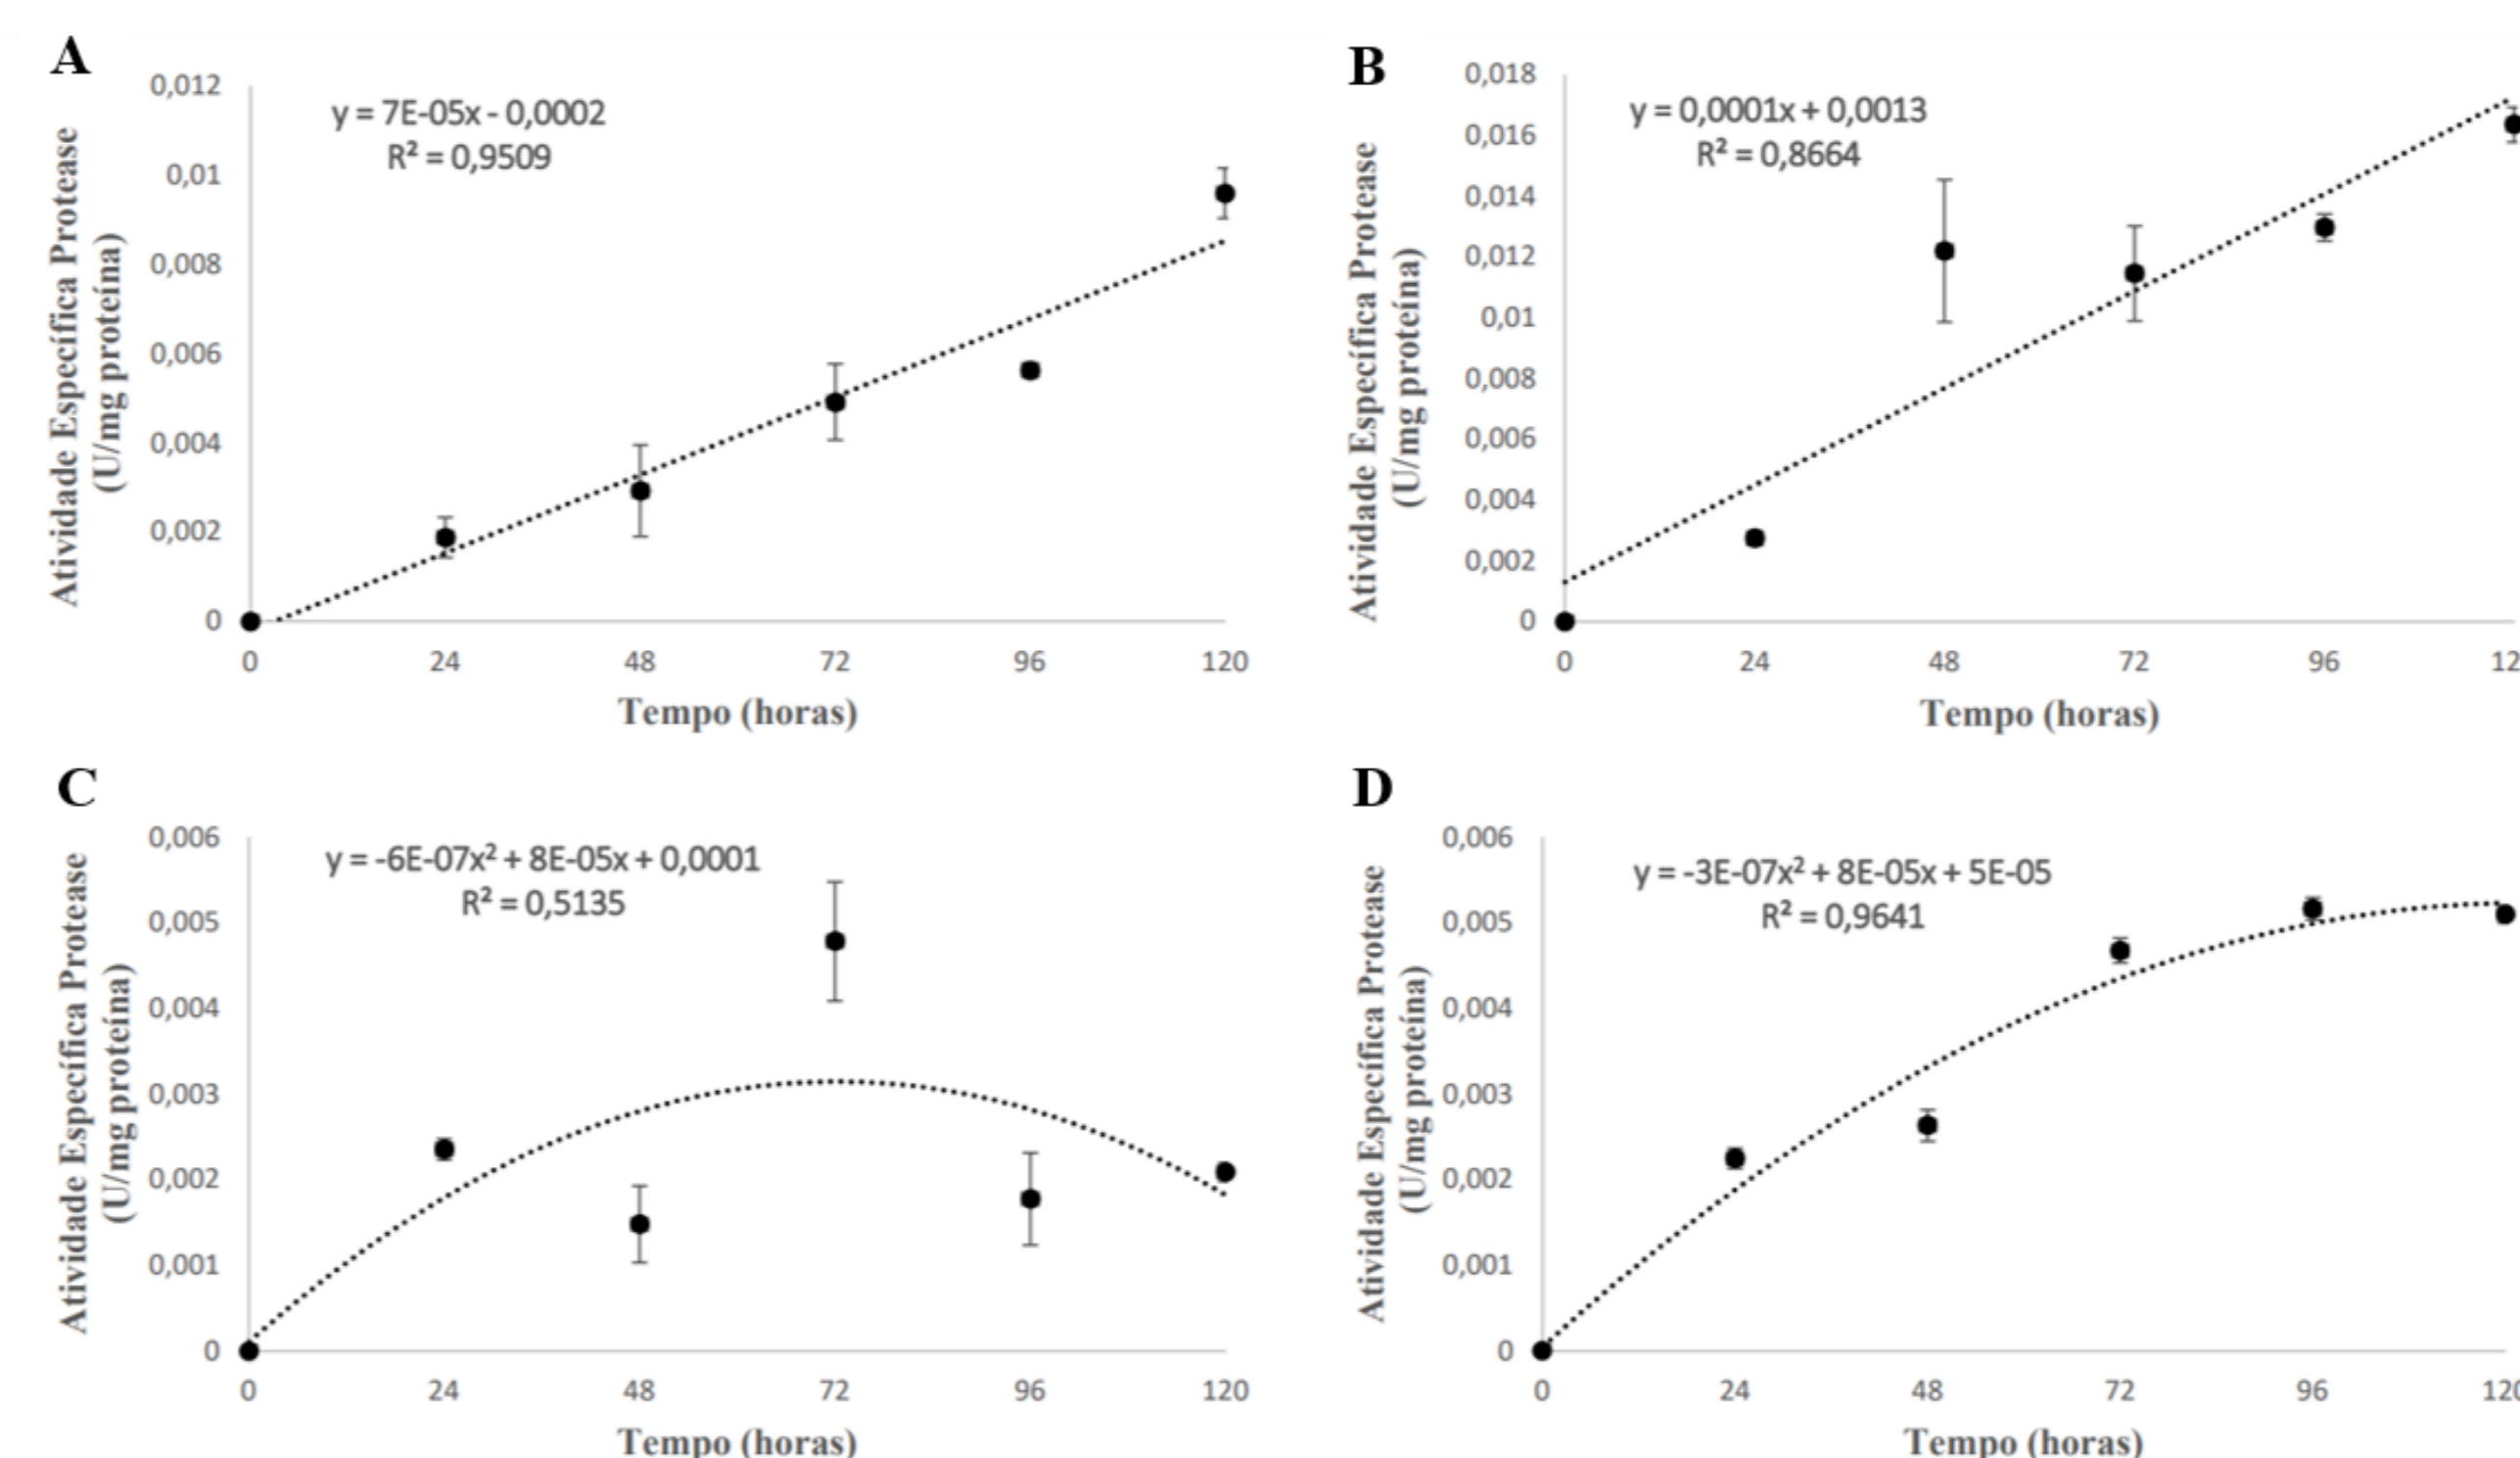 A
Atividade Específica Protease
(U/mg proteína)
0,012
0,01
0,008
0,006
0,004
0,002
0
y = 7E-05x - 0,0002
R² = 0,9509
0 24 48 72 96 120
Tempo (horas)
B
Atividade Específica Protease
(U/mg proteína)
0,018
0,016
0,014
0,012
0,01
0,008
0,006
0,004
0,002
0
y = 0,0001x + 0,0013
R² = 0,8664
0 24 48 72 96 12
Tempo (horas)
C
Atividade Específica Protease
(U/mg proteína)
0,006
0,005
0,004
0,003
0,002
0,001
0
y = -6E-07x² + 8E-05x + 0,0001
R² = 0,5135
0 24 48 72 96 120
Tempo (horas)
D
Atividade Específica Protease
(U/mg proteína)
0,006
0,005
0,004
0,003
0,002
0,001
0
y = -3E-07x² + 8E-05x + 5E-05
R² = 0,9641
0 24 48 72 96 120
Tempo (horas)